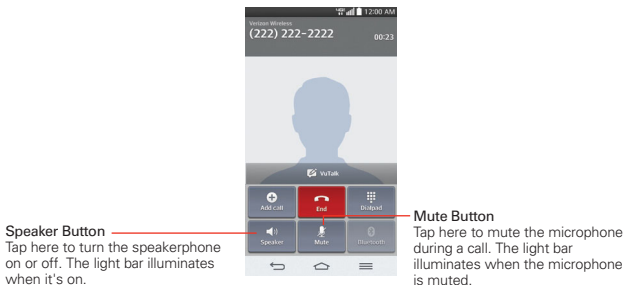 4G LTE 12:00 AM
Verizon Wireless
(222) 222-2222
00:23
VuTalk
Add call
End
Dialpad
Speaker
Mute
Bluetooth
Speaker Button
Tap here to turn the speakerphone
on or off. The light bar illuminates
when it's on.
Mute Button
Tap here to mute the microphone
during a call. The light bar
illuminates when the microphone
is muted.